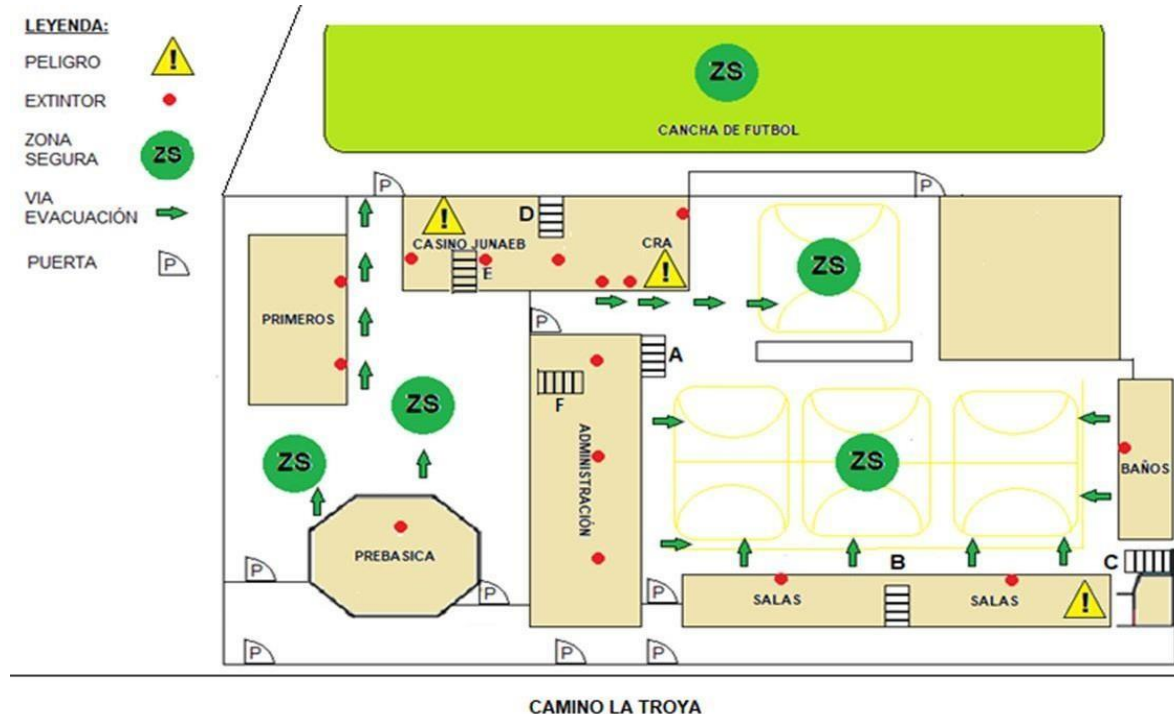 LEYENDA:
PELIGRO
EXTINTOR
ZONA
SEGURA
ZS
VIA
EVACUACIÓN
PUERTA
P
ZS
CANCHA DE FUTBOL
P
P
D
CASINO JUNAEB
CRA
E
ZS
PRIMEROS
P
A
F
ZS
ADMINISTRACIÓN
ZS
ZS
BAÑOS
PREBASICA
B
C
P
P
P
SALAS
SALAS
P
P
P
CAMINO LA TROYA